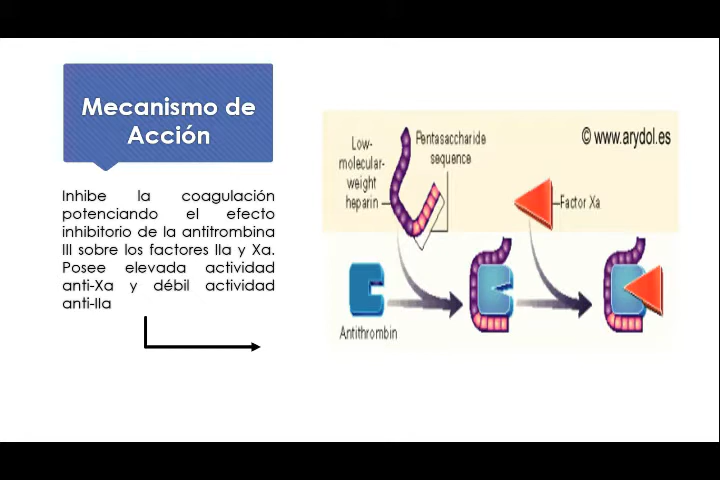 Mecanismo de
Acción
Inhibe la coagulación
potenciando el efecto
inhibitorio de la antitrombina
III sobre los factores IIa y Xa.
Posee elevada actividad
anti-Xa y débil actividad
anti-IIa
© www.arydol.es
Low-
molecular-
weight
heparin
Pentasaccharide
sequence
Factor Xa
Antithrombin